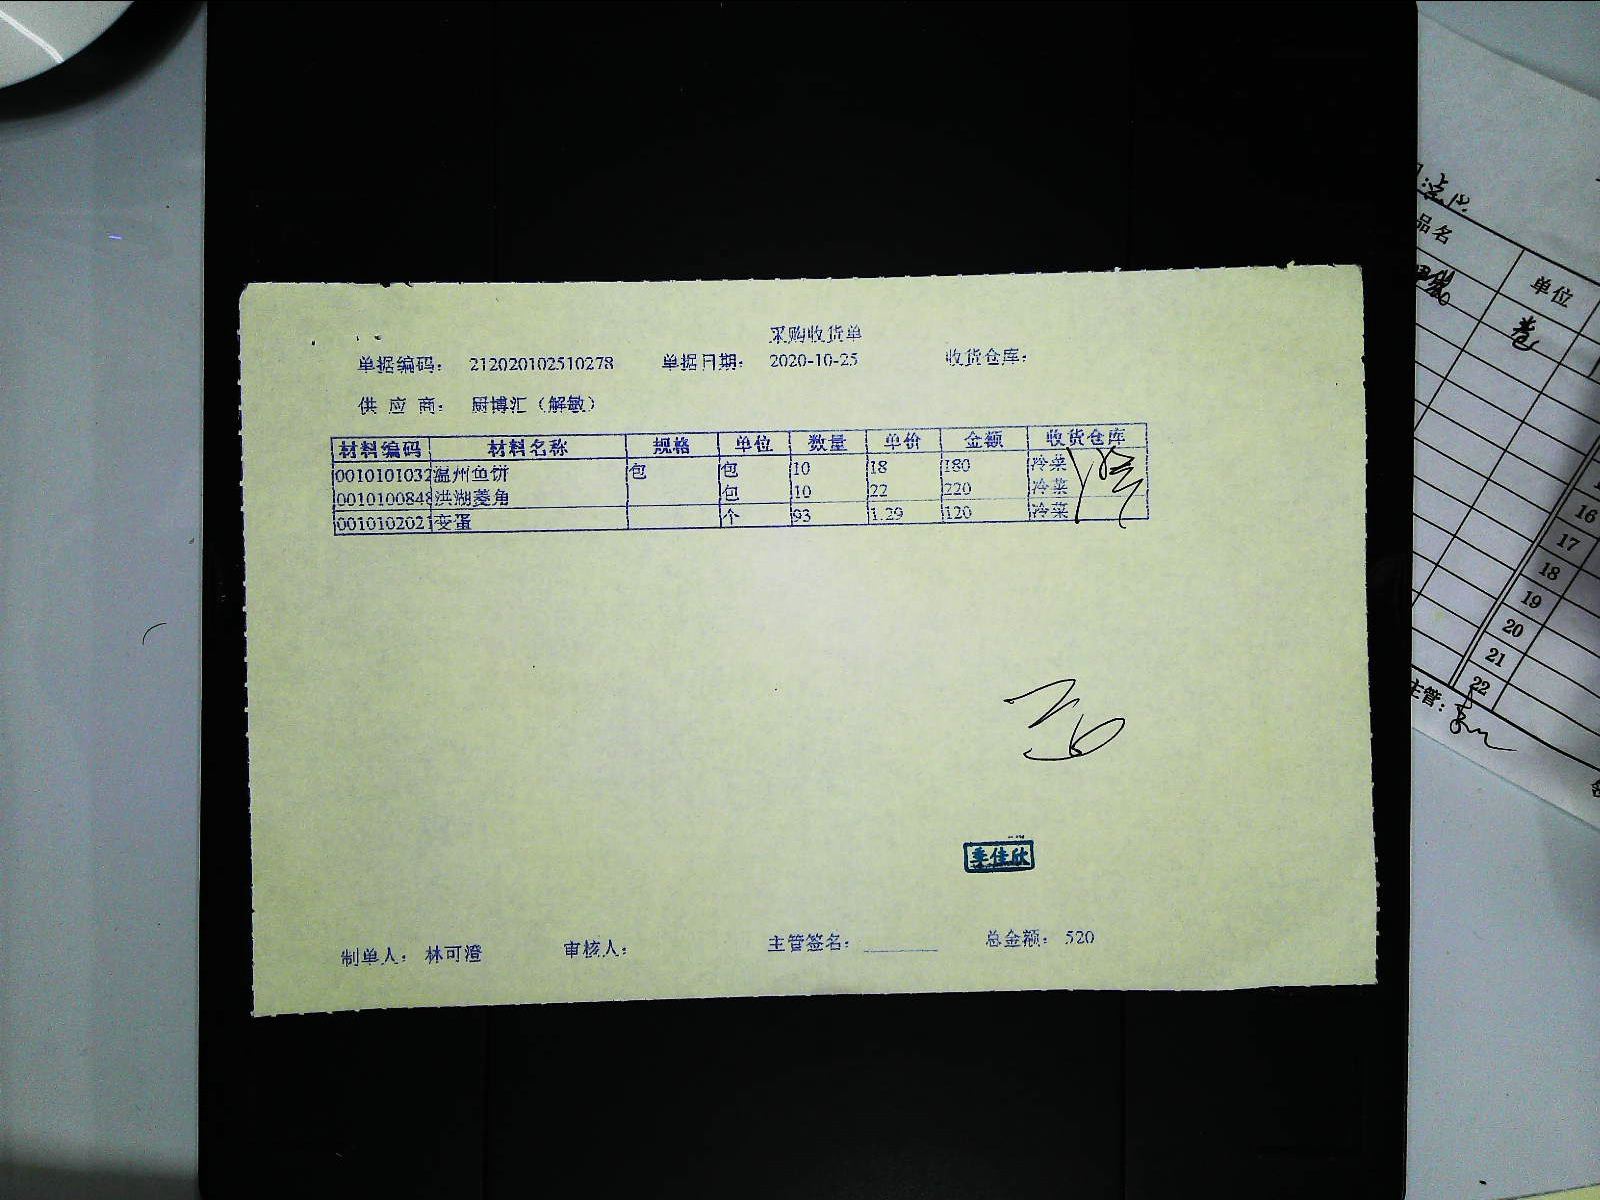 采购收货单
单据编码： 212020102510278 单据日期： 2020-10-25 收货仓库：
供 应 商： 厨博汇（解敏）
材料编码 材料名称 规格 单位 数量 单价 金额 收货仓库
0010101032 温州鱼饼 包 包 10 18 180 冷菜
0010100848 洪湖菱角 包 10 22 220 冷菜
0010102021 变蛋 个 93 1.29 120 冷菜
李佳欣
制单人： 林可澄 审核人： 主管签名： 总金额： 520
品名
单位
卷
16
17
18
19
20
21
22
主管：